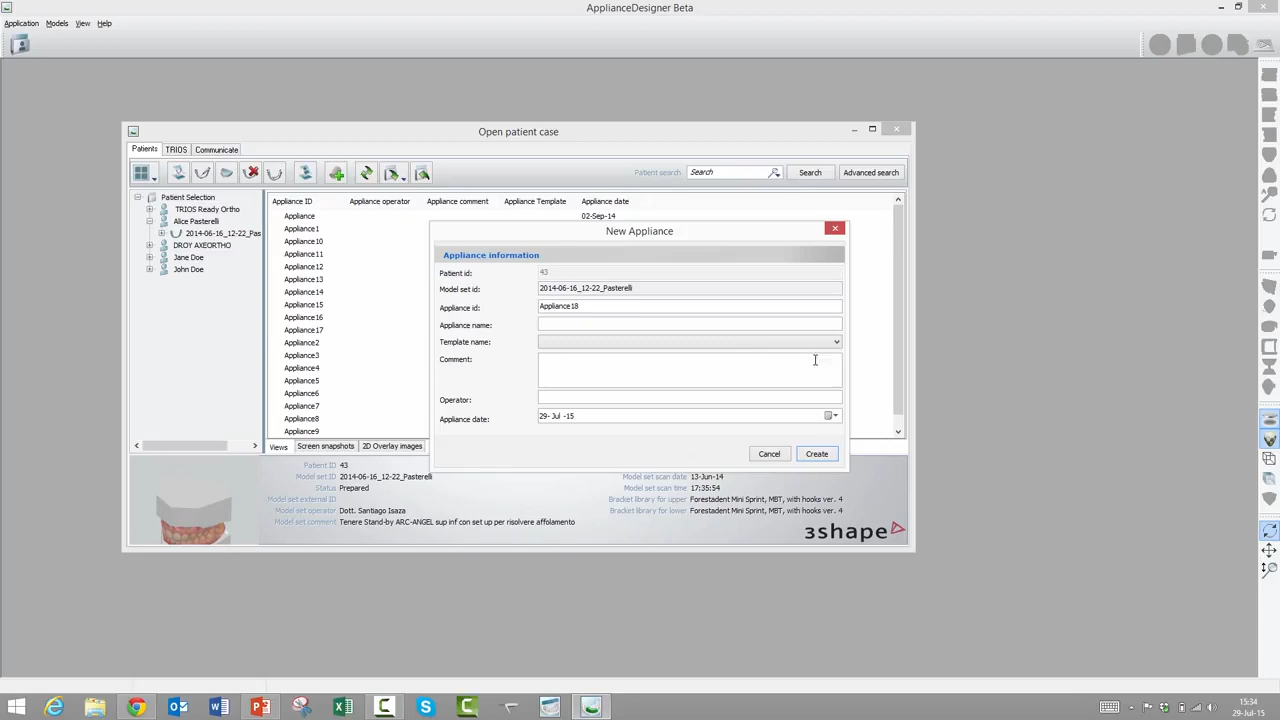 ApplianceDesigner Beta
Application Models View Help
Open patient case
Patients TRIOS Communicate
Patient search Search Search Advanced search
Patient Selection
TRIOS Ready Ortho
Alice Pasterelli
2014-06-16_12-22_Pas
DROY AXEORTHO
Jane Doe
John Doe
Appliance ID Appliance operator Appliance comment Appliance Template Appliance date
Appliance 02-Sep-14
Appliance1
Appliance10
Appliance11
Appliance12
Appliance13
Appliance14
Appliance15
Appliance16
Appliance17
Appliance2
Appliance3
Appliance4
Appliance5
Appliance6
Appliance7
Appliance8
Appliance9
New Appliance
Appliance information
Patient id: 43
Model set id: 2014-06-16_12-22_Pasterelli
Appliance id: Appliance18
Appliance name:
Template name:
Comment:
Operator:
Appliance date: 29- Jul -15
Cancel Create
Views Screen snapshots 2D Overlay images
Patient ID 43
Model set ID 2014-06-16_12-22_Pasterelli
Status Prepared
Model set external ID
Model set operator Dott. Santiago Isaza
Model set comment Tenere Stand-by ARC-ANGEL sup inf con set up per risolvere affolamento
Model set scan date 13-Jun-14
Model set scan time 17:35:54
Bracket library for upper Forestadent Mini Sprint, MBT, with hooks ver. 4
Bracket library for lower Forestadent Mini Sprint, MBT, with hooks ver. 4
3shape
15:34
29-Jul-15